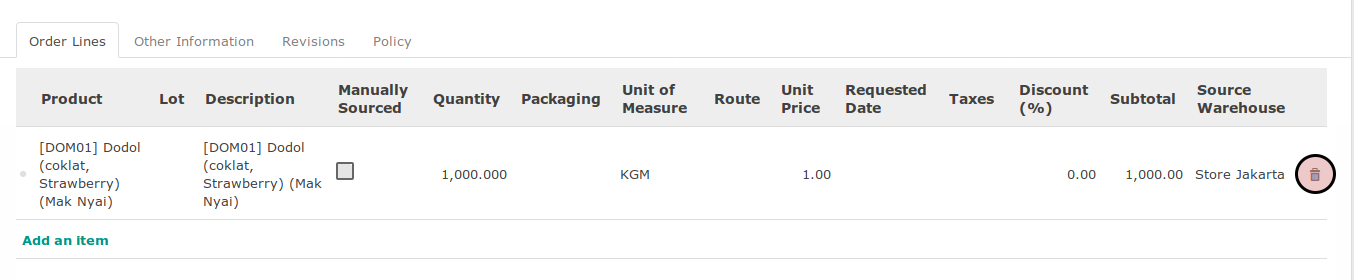 Order Lines Other Information Revisions Policy
Product Lot Description Manually Sourced Quantity Packaging Unit of Measure Route Unit Price Requested Date Taxes Discount (%) Subtotal Source Warehouse
[DOM01] Dodol (coklat, Strawberry) (Mak Nyai) [DOM01] Dodol (coklat, Strawberry) (Mak Nyai) 1,000.000 KGM 1.00 0.00 1,000.00 Store Jakarta
Add an item